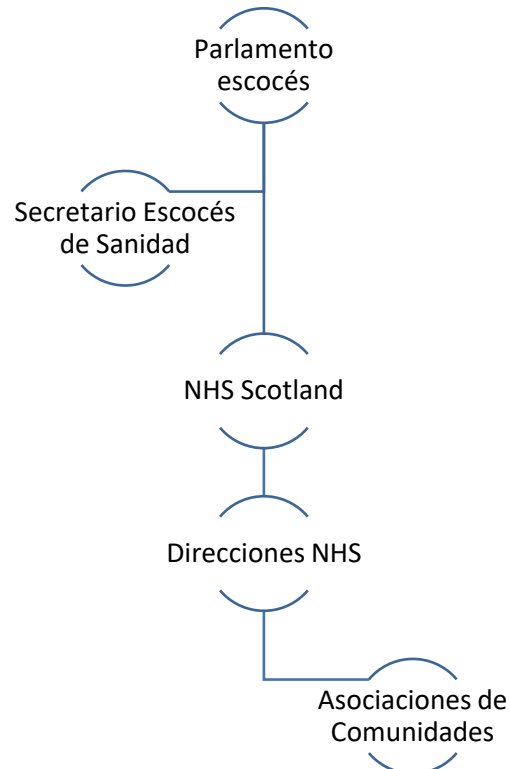 Parlamento
escocés
Secretario Escocés
de Sanidad
NHS Scotland
Direcciones NHS
Asociaciones de
Comunidades